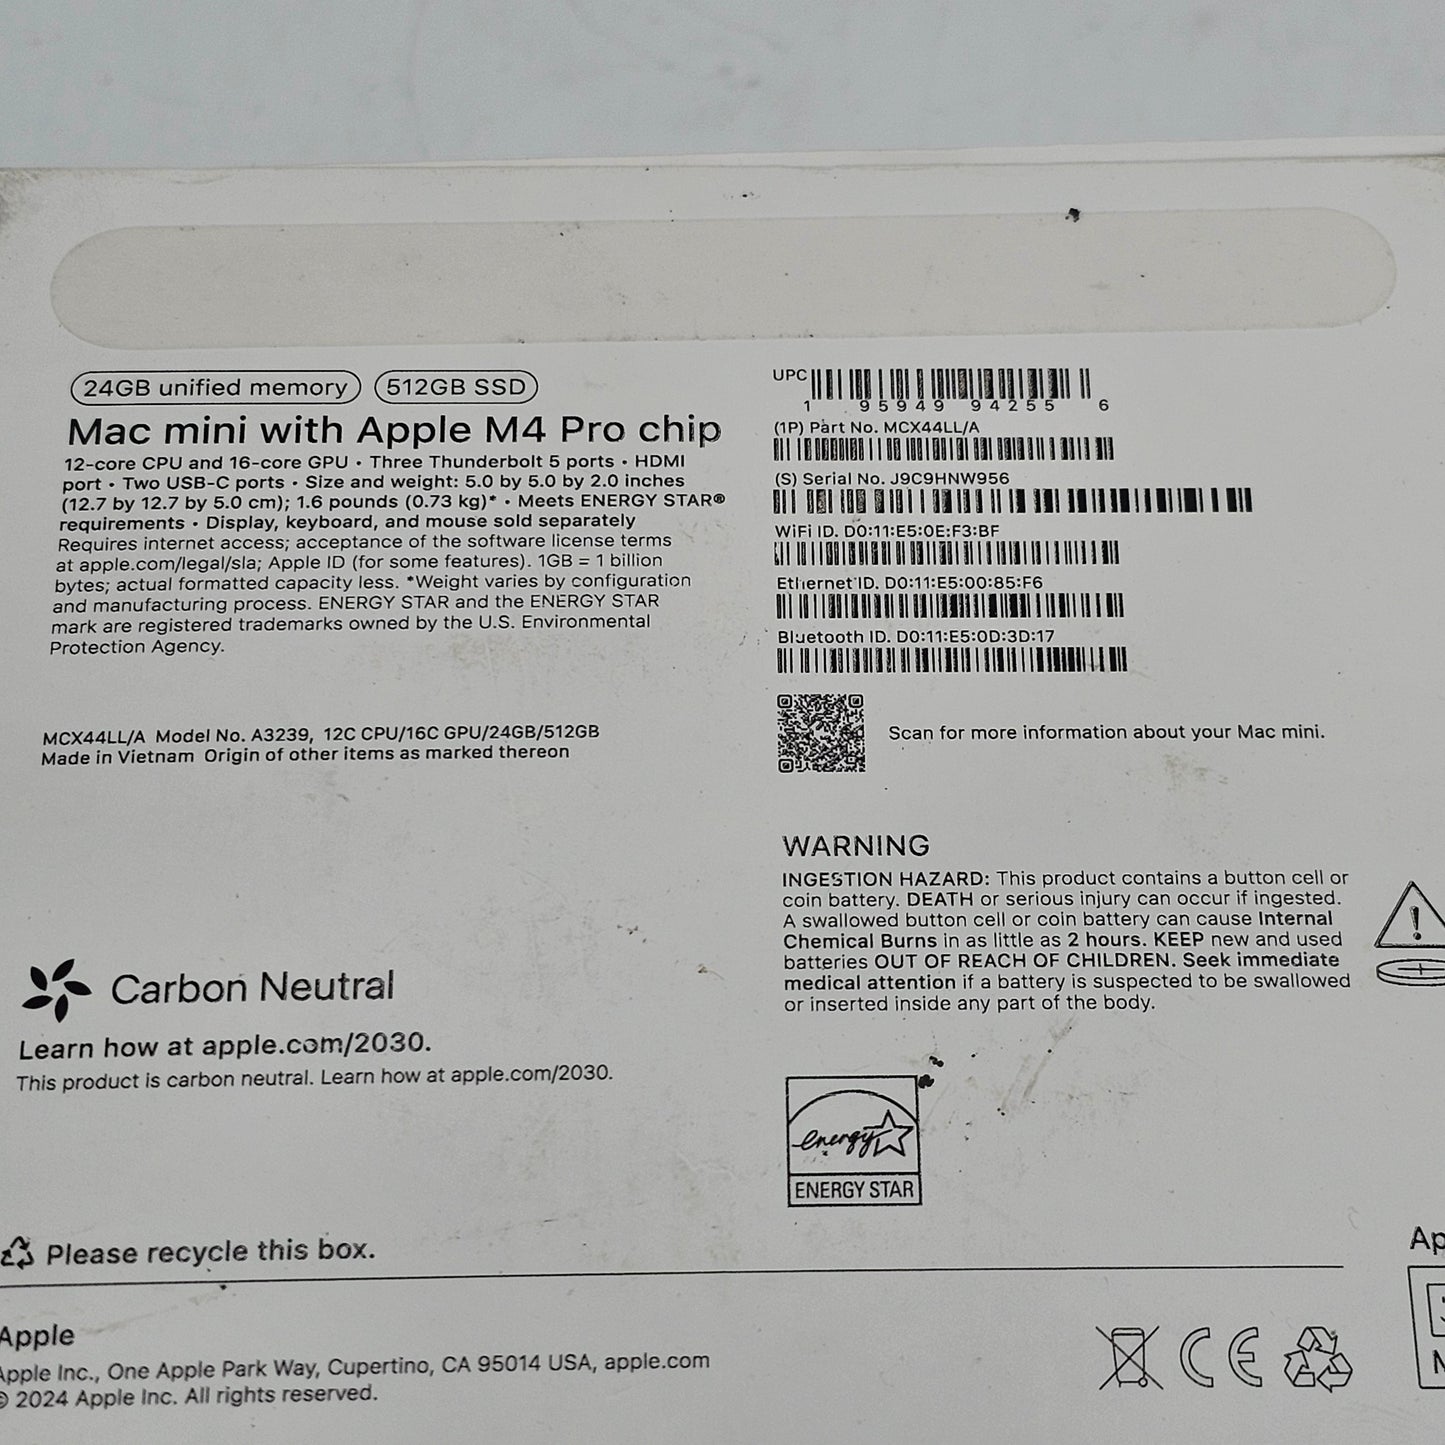 24GB unified memory 512GB SSD
Mac mini with Apple M4 Pro chip
12-core CPU and 16-core GPU • Three Thunderbolt 5 ports • HDMI
port • Two USB-C ports • Size and weight: 5.0 by 5.0 by 2.0 inches
(12.7 by 12.7 by 5.0 cm); 1.6 pounds (0.73 kg)* • Meets ENERGY STAR®
requirements • Display, keyboard, and mouse sold separately
Requires internet access; acceptance of the software license terms
at apple.com/legal/sla; Apple ID (for some features). 1GB = 1 billion
bytes; actual formatted capacity less. *Weight varies by configuration
and manufacturing process. ENERGY STAR and the ENERGY STAR
mark are registered trademarks owned by the U.S. Environmental
Protection Agency.
MCX44LL/A Model No. A3239, 12C CPU/16C GPU/24GB/512GB
Made in Vietnam Origin of other items as marked thereon
Carbon Neutral
Learn how at apple.com/2030.
This product is carbon neutral. Learn how at apple.com/2030.
Please recycle this box.
Apple
Apple Inc., One Apple Park Way, Cupertino, CA 95014 USA, apple.com
© 2024 Apple Inc. All rights reserved.
UPC
1 95949 94255 6
(1P) Part No. MCX44LL/A
(S) Serial No. J9C9HNW956
WiFi ID. D0:11:E5:0E:F3:BF
Ethernet ID. D0:11:E5:00:85:F6
Bluetooth ID. D0:11:E5:0D:3D:17
Scan for more information about your Mac mini.
WARNING
INGESTION HAZARD: This product contains a button cell or
coin battery. DEATH or serious injury can occur if ingested.
A swallowed button cell or coin battery can cause Internal
Chemical Burns in as little as 2 hours. KEEP new and used
batteries OUT OF REACH OF CHILDREN. Seek immediate
medical attention if a battery is suspected to be swallowed
or inserted inside any part of the body.
energy
ENERGY STAR
CE